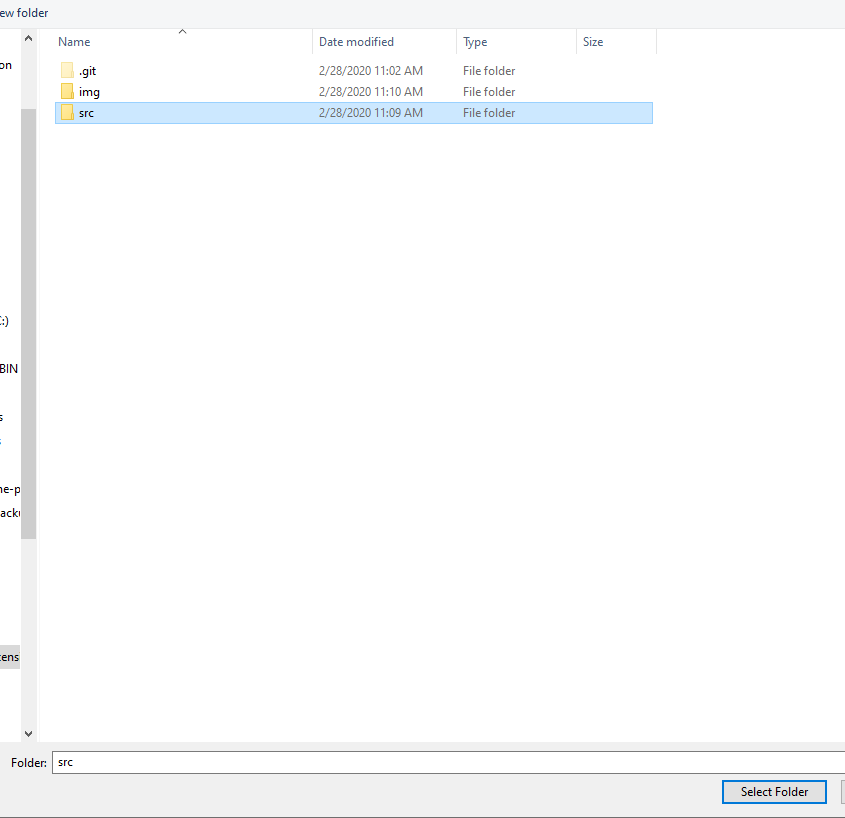 ew folder
Name Date modified Type Size
on
.git 2/28/2020 11:02 AM File folder
img 2/28/2020 11:10 AM File folder
src 2/28/2020 11:09 AM File folder
:)
BIN
s
ne-p
ack
ens
Folder: src
Select Folder